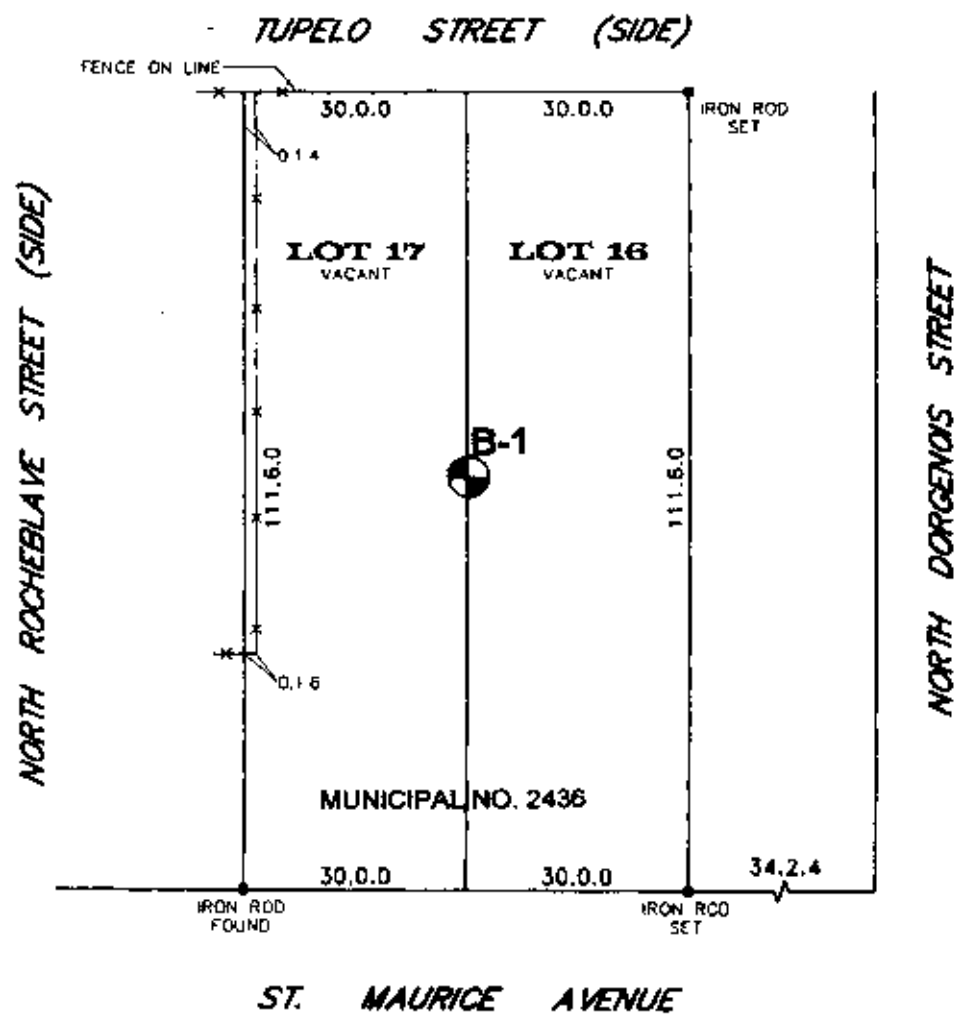 TUPELO STREET (SIDE)
FENCE ON LINE
30.0.0
30.0.0
IRON ROD
SET
0.1.4
NORTH ROCHEBLAVE STREET (SIDE)
LOT 17
VACANT
LOT 16
VACANT
NORTH DORGENOIS STREET
B-1
111.6.0
111.6.0
0.1.6
MUNICIPAL NO. 2436
30.0.0
30.0.0
34.2.4
IRON ROD
FOUND
IRON ROD
SET
ST. MAURICE AVENUE